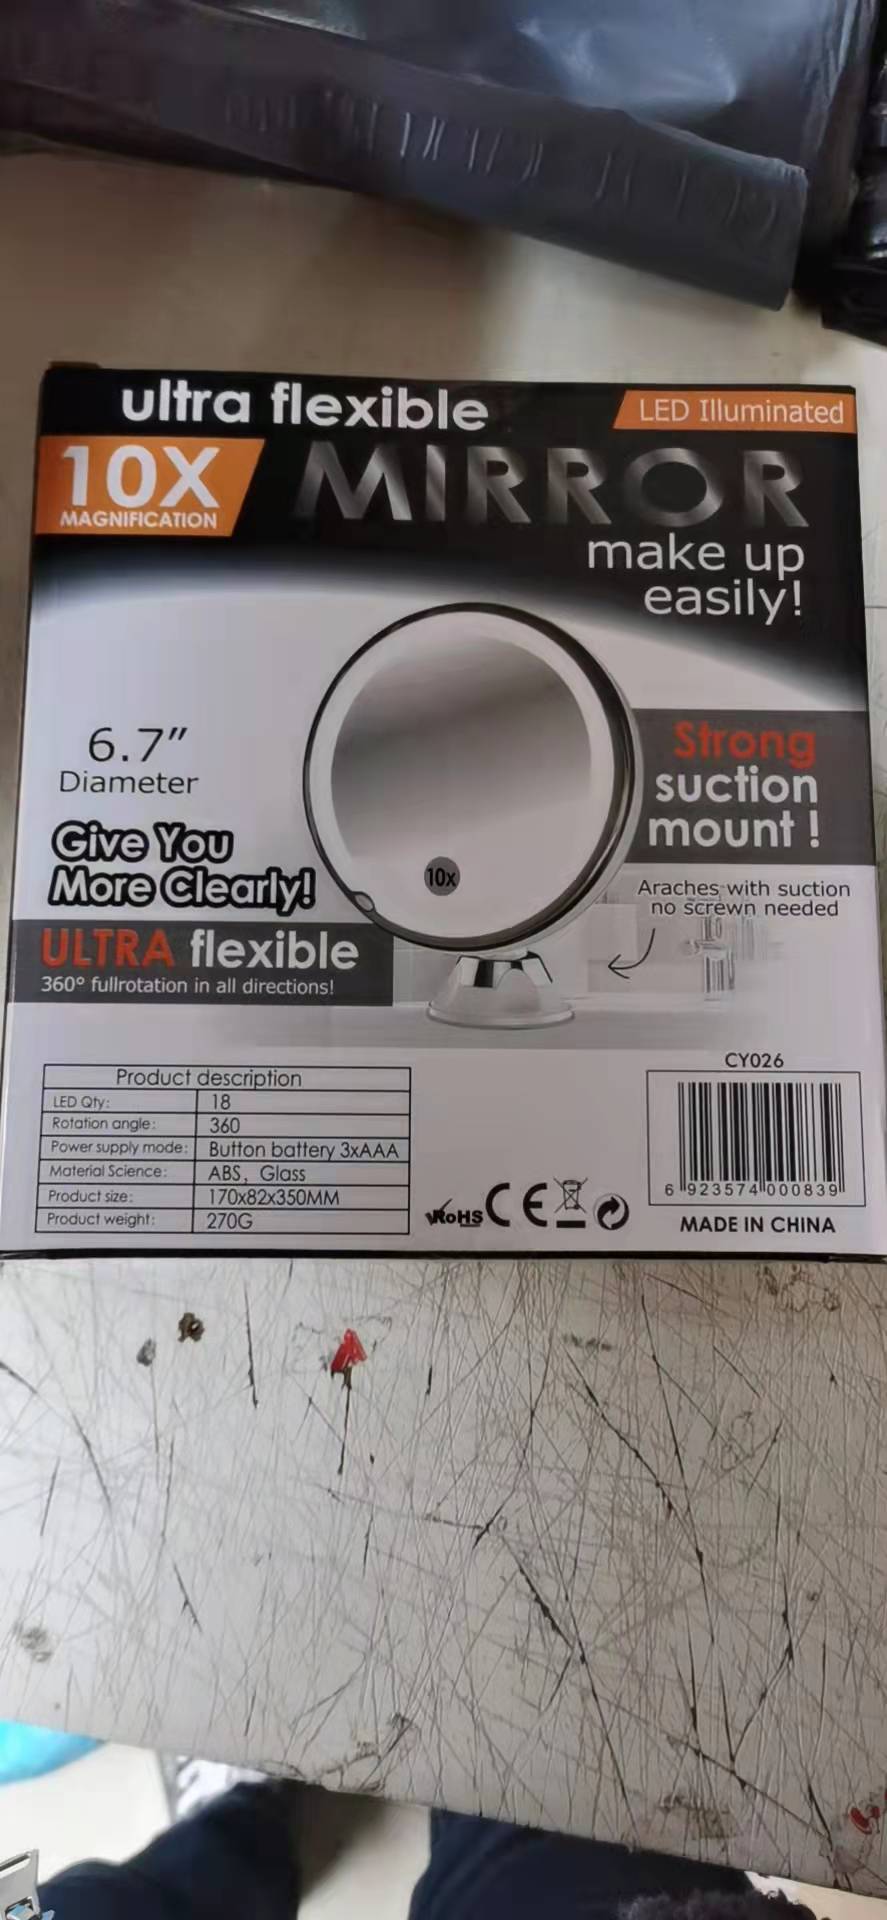 ultra flexible
LED Illuminated
10X
MAGNIFICATION
MIRROR
make up
easily!
6.7"
Diameter
Give You
More Clearly!
ULTRA flexible
360° fullrotation in all directions!
10x
Strong
suction
mount !
Araches with suction
no screwn needed
Product description
LED Qty: 18
Rotation angle: 360
Power supply mode: Button battery 3xAAA
Material Science: ABS, Glass
Product size: 170x82x350MM
Product weight: 270G
RoHS CE
CY026
6 923574 000839
MADE IN CHINA